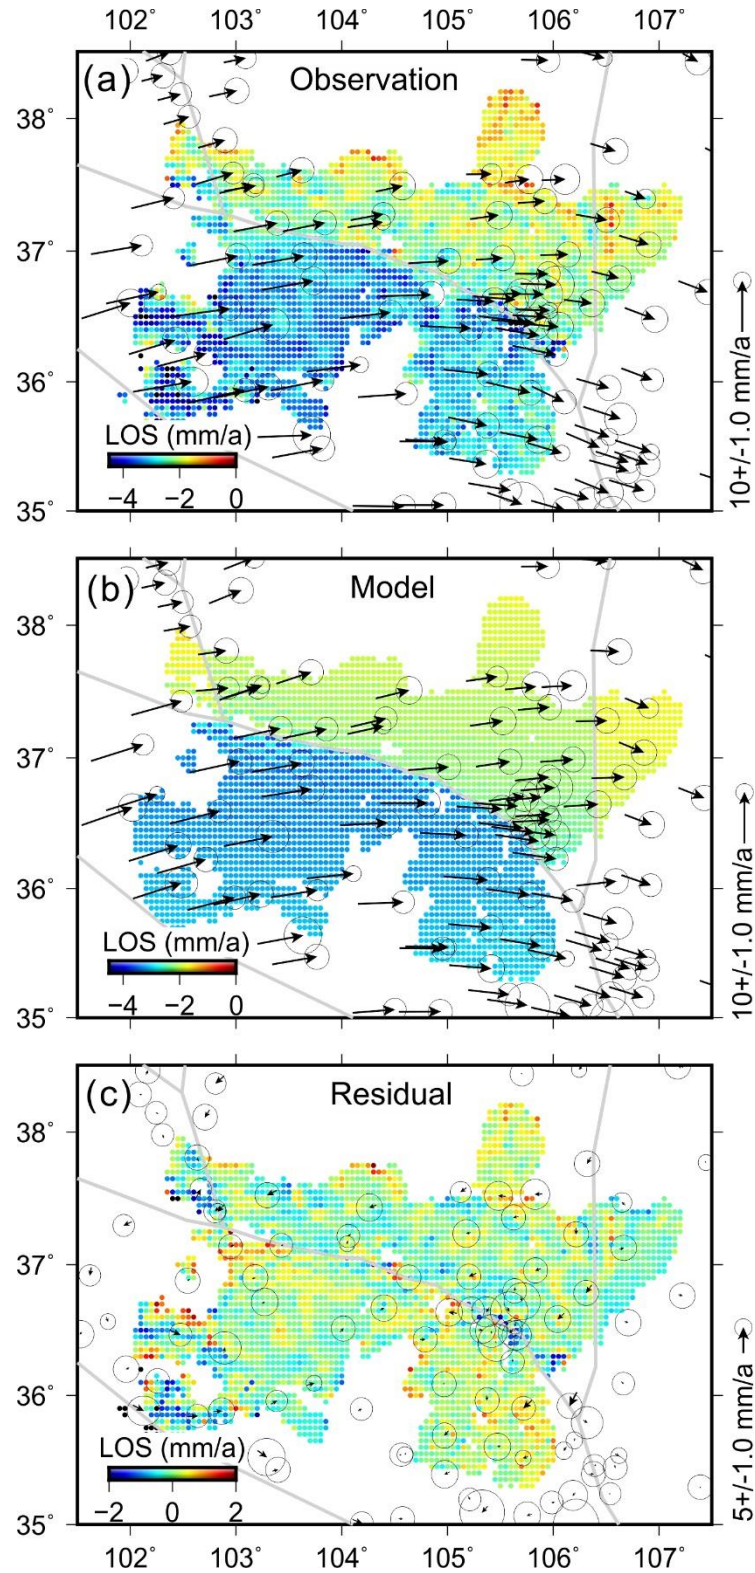 102° 103° 104° 105° 106° 107°
(a) Observation
38°
37°
36°
35°
LOS (mm/a)
−4 −2 0
10+/-1.0 mm/a
(b) Model
38°
37°
36°
35°
LOS (mm/a)
−4 −2 0
10+/-1.0 mm/a
(c) Residual
38°
37°
36°
35°
LOS (mm/a)
−2 0 2
5+/-1.0 mm/a
102° 103° 104° 105° 106° 107°